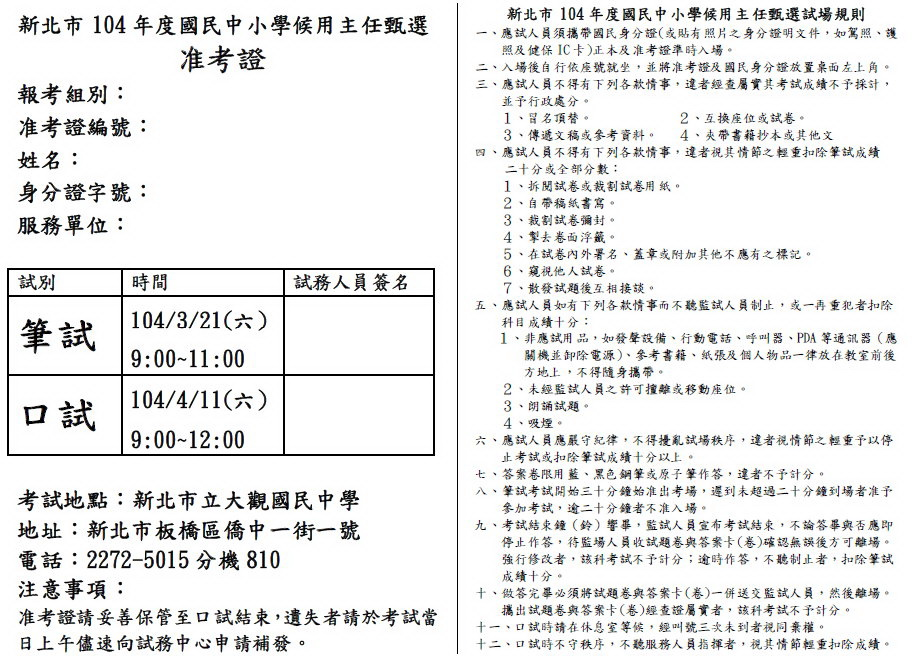 新北市 104 年度國民中小學候用主任甄選
准考證
報考組別：
准考證編號：
姓名：
身分證字號：
服務單位：
試別 時間 試務人員簽名
筆試 104/3/21(六)
9:00~11:00
口試 104/4/11(六)
9:00~12:00
考試地點：新北市立大觀國民中學
地址：新北市板橋區僑中一街一號
電話：2272-5015 分機 810
注意事項：
准考證請妥善保管至口試結束，遺失者請於考試當
日上午儘速向試務中心申請補發。
新北市 104 年度國民中小學候用主任甄選試場規則
一、應試人員須攜帶國民身分證(或貼有照片之身分證明文件，如駕照、護
照及健保 IC 卡)正本及准考證準時入場。
二、入場後自行依座號就坐，並將准考證及國民身分證放置桌面左上角。
三、應試人員不得有下列各款情事，違者經查屬實其考試成績不予採計，
並予行政處分。
1、冒名頂替。 2、互換座位或試卷。
3、傳遞文稿或參考資料。 4、夾帶書籍抄本或其他文
四、應試人員不得有下列各款情事，違者視其情節之輕重扣除筆試成績
二十分或全部分數：
1、拆閱試卷或裁割試卷用紙。
2、自帶稿紙書寫。
3、裁割試卷彌封。
4、掣去卷面浮籤。
5、在試卷內外署名、蓋章或附加其他不應有之標記。
6、窺視他人試卷。
7、散發試題後互相接談。
五、應試人員如有下列各款情事而不聽監試人員制止，或一再重犯者扣除
科目成績十分：
1、非應試用品，如發聲設備、行動電話、呼叫器、PDA 等通訊器（應
關機並卸除電源)、參考書籍、紙張及個人物品一律放在教室前後
方地上，不得隨身攜帶。
2、未經監試人員之許可擅離或移動座位。
3、朗誦試題。
4、吸煙。
六、應試人員應嚴守紀律，不得擾亂試場秩序，違者視情節之輕重予以停
止考試或扣除筆試成績十分以上。
七、答案卷限用藍、黑色鋼筆或原子筆作答，違者不予計分。
八、筆試考試開始三十分鐘始准出考場，遲到未超過二十分鐘到場者准予
參加考試，逾二十分鐘者不准入場。
九、考試結束鐘（鈴）響畢，監試人員宣布考試結束，不論答畢與否應即
停止作答，待監場人員收試題卷與答案卡(卷)確認無誤後方可離場。
強行修改者，該科考試不予計分；逾時作答，不聽制止者，扣除筆試
成績十分。
十、做答完畢必須將試題卷與答案卡(卷)一併送交監試人員，然後離場。
攜出試題卷與答案卡(卷)經查證屬實者，該科考試不予計分。
十一、口試時請在休息室等候，經叫號三次未到者視同棄權。
十二、口試時不守秩序，不聽服務人員指揮者，視其情節輕重扣除成績。